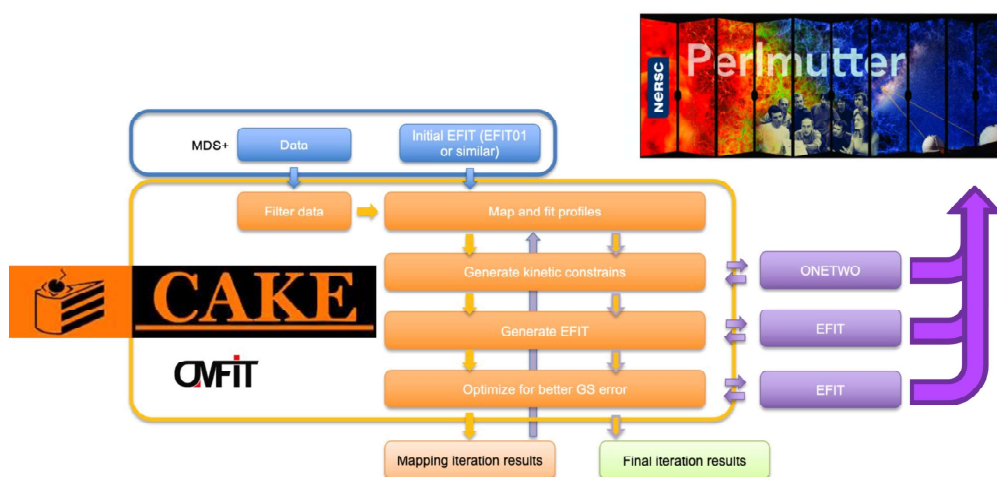 NERSC
Perlmutter
MDS+
Data
Initial EFIT (EFIT01
or similar)
Filter data
Map and fit profiles
Generate kinetic constrains
ONETWO
CAKE
Generate EFIT
EFIT
OMFIT
Optimize for better GS error
EFIT
Mapping iteration results
Final iteration results